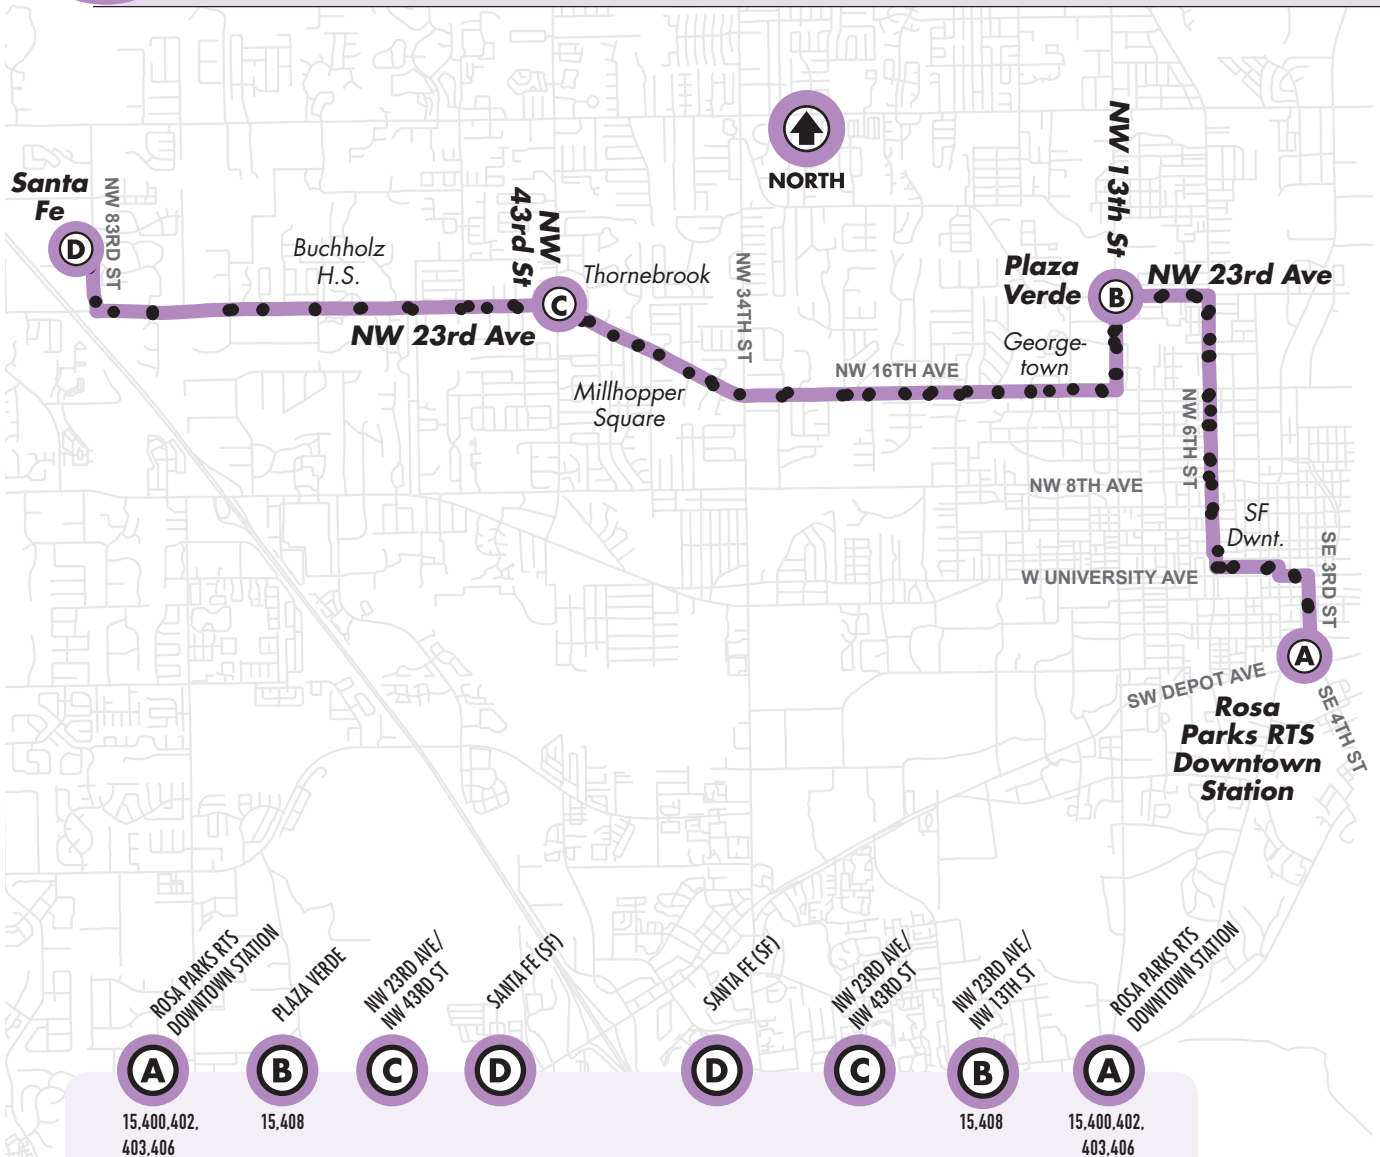 NORTH
Santa
Fe
D
NW 83RD ST
Buchholz
H.S.
NW
43rd St
C
Thornebrook
NW 23rd Ave
Millhopper
Square
NW 34TH ST
NW 16TH AVE
NW 13th St
Plaza
Verde
B
NW 23rd Ave
George-
town
NW 6TH ST
NW 8TH AVE
SF
Dwnt.
W UNIVERSITY AVE
SE 3RD ST
A
SW DEPOT AVE
SE 4TH ST
Rosa
Parks RTS
Downtown
Station
ROSA PARKS RTS
DOWNTOWN STATION
PLAZA VERDE
NW 23RD AVE/
NW 43RD ST
SANTA FE (SF)
SANTA FE (SF)
NW 23RD AVE/
NW 43RD ST
NW 23RD AVE/
NW 13TH ST
ROSA PARKS RTS
DOWNTOWN STATION
A
B
C
D
D
C
B
A
15,400,402,
403,406
15,408
15,408
15,400,402,
403,406